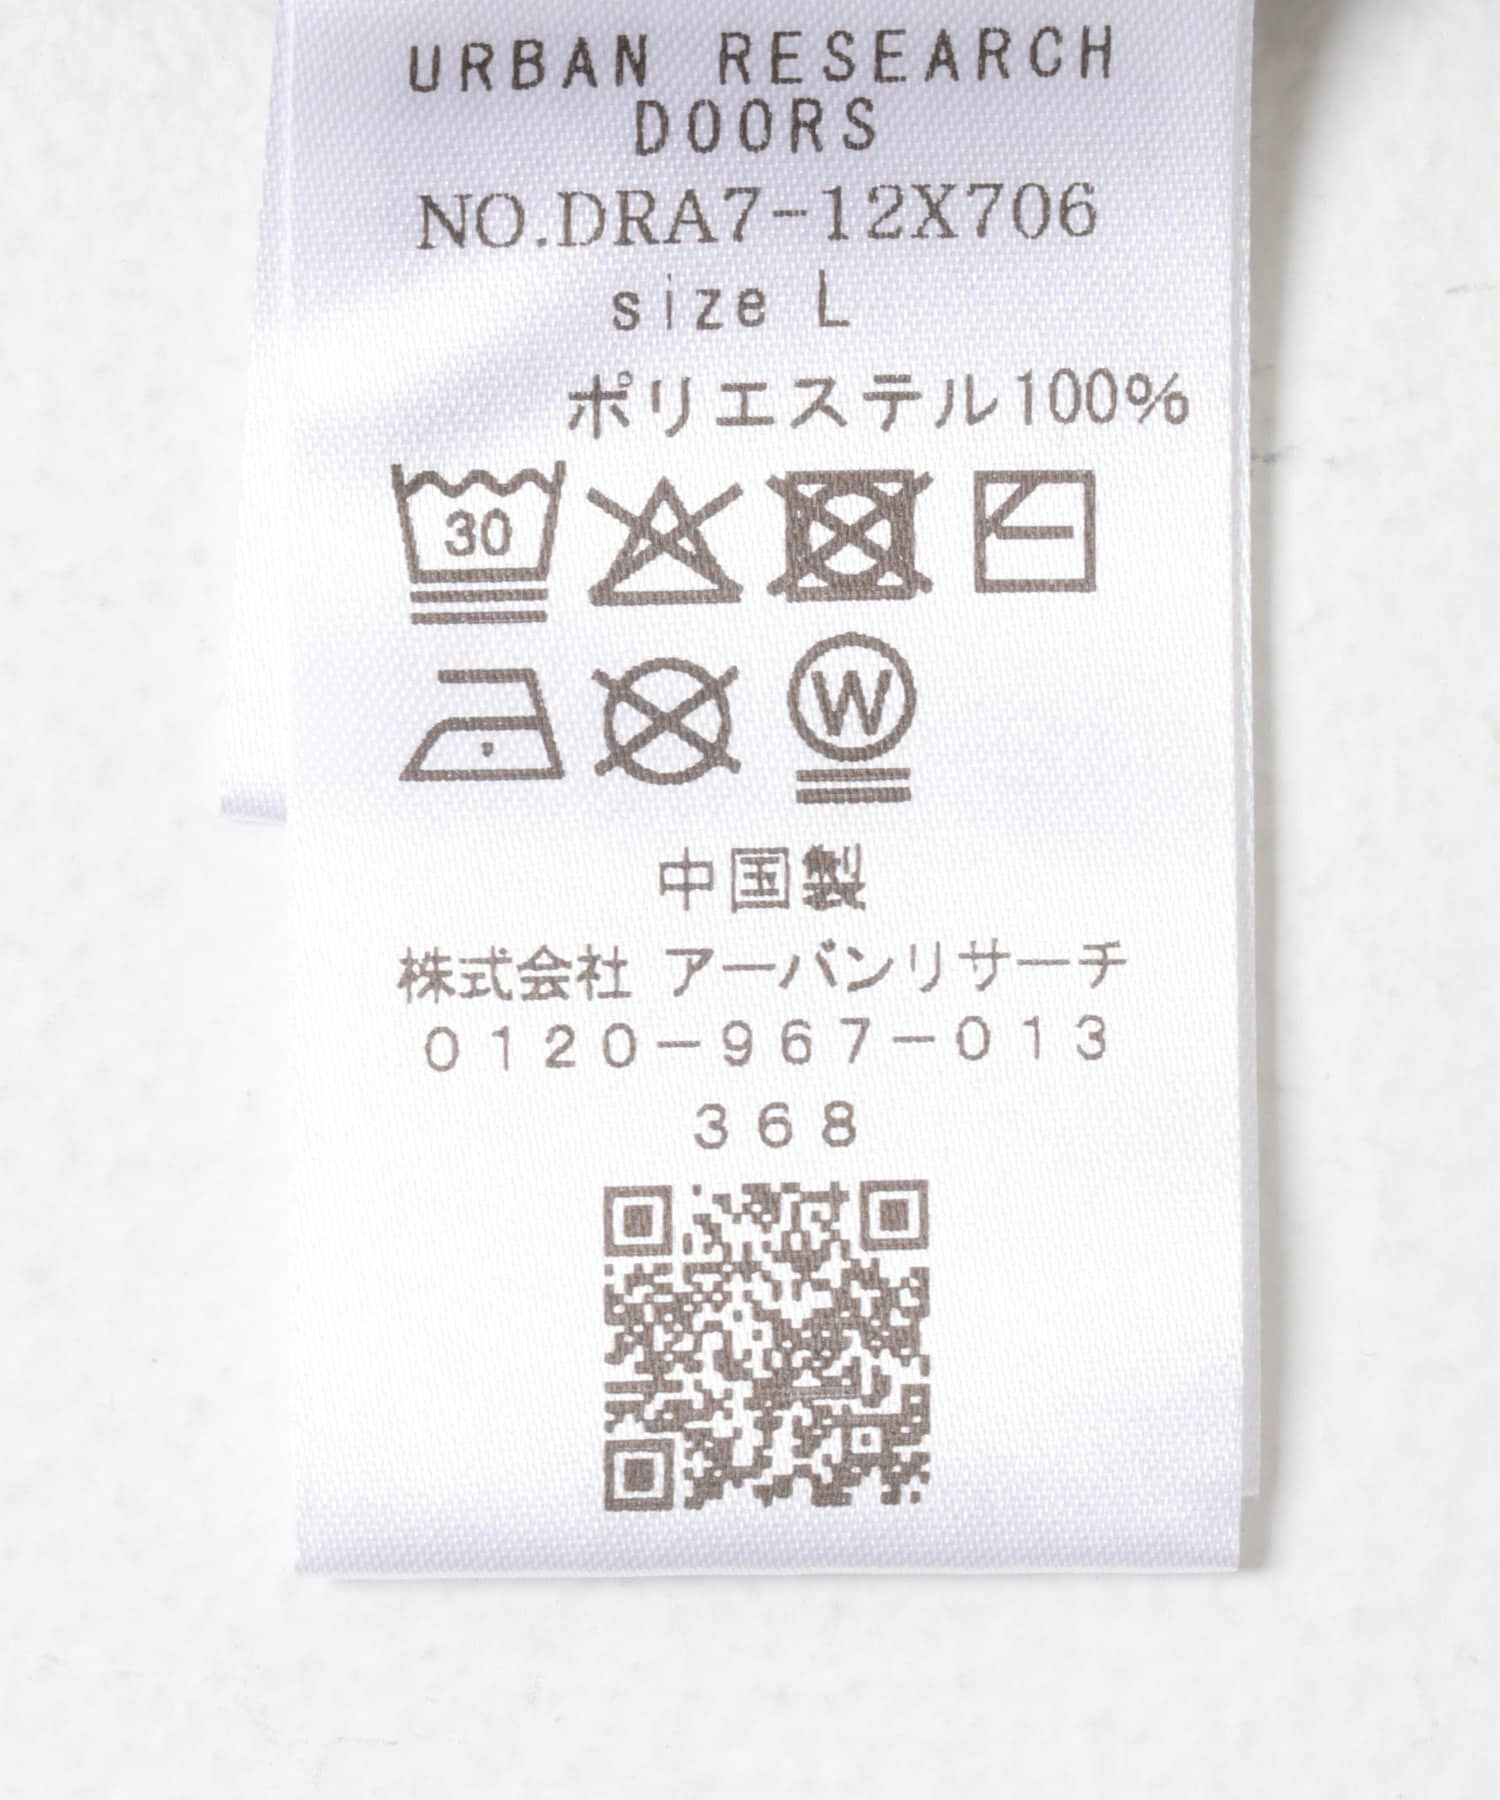 URBAN RESEARCH
DOORS
NO.DRA7-12X706
size L
ポリエステル100%
30
W
中国製
株式会社 アーバンリサーチ
0120-967-013
368